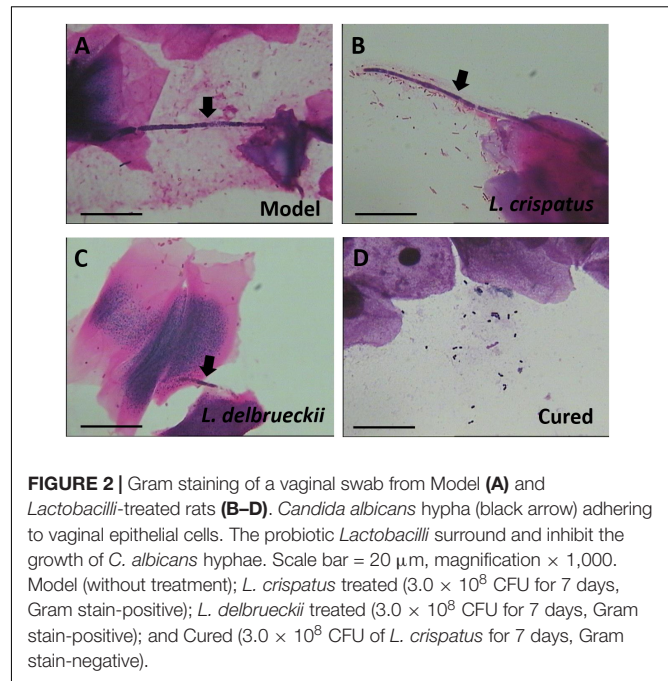 A
Model
B
L. crispatus
C
L. delbrueckii
D
Cured
FIGURE 2 | Gram staining of a vaginal swab from Model (A) and
Lactobacilli-treated rats (B–D). Candida albicans hypha (black arrow) adhering
to vaginal epithelial cells. The probiotic Lactobacilli surround and inhibit the
growth of C. albicans hyphae. Scale bar = 20 μm, magnification × 1,000.
Model (without treatment); L. crispatus treated (3.0 × 10⁸ CFU for 7 days,
Gram stain-positive); L. delbrueckii treated (3.0 × 10⁸ CFU for 7 days, Gram
stain-positive); and Cured (3.0 × 10⁸ CFU of L. crispatus for 7 days, Gram
stain-negative).